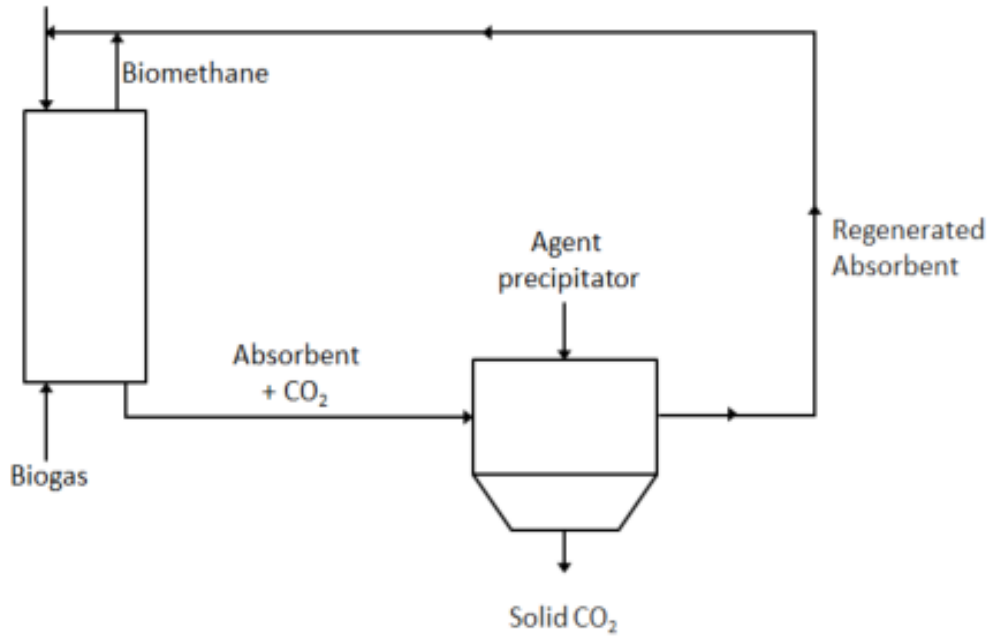 Biomethane
Agent
precipitator
Regenerated
Absorbent
Absorbent
+ CO₂
Biogas
Solid CO₂